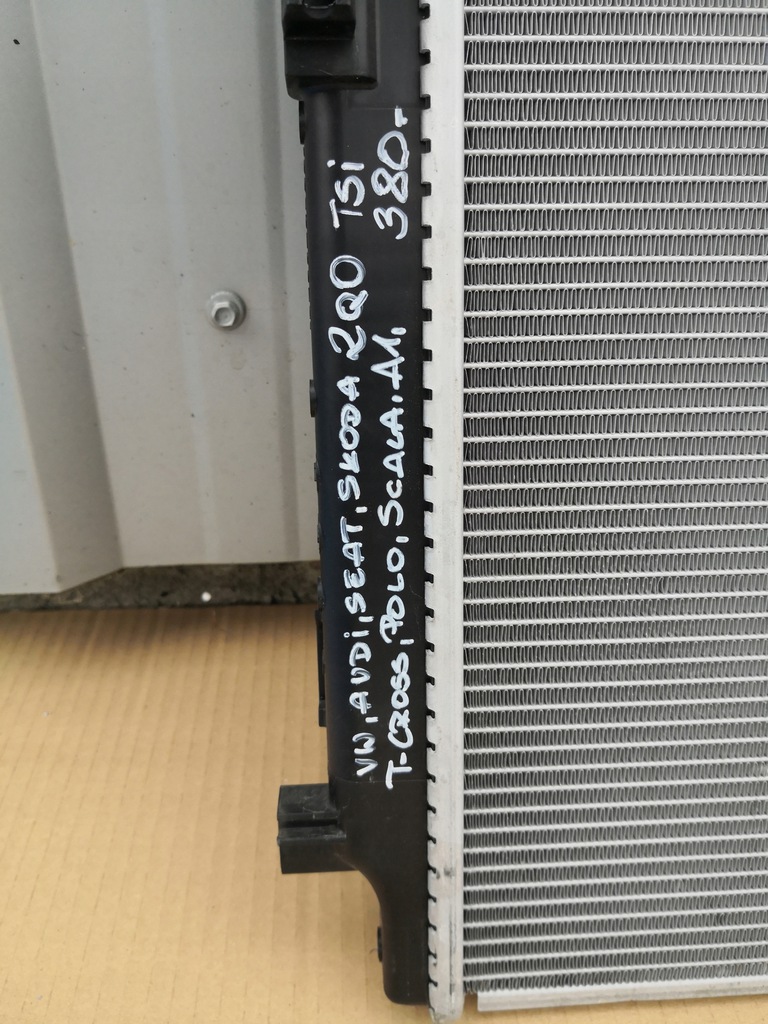 VW, AUDi, SEAT, SKODA 2Q0 TSi
T-CROSS, POLO, SCALA, A1, 380,-